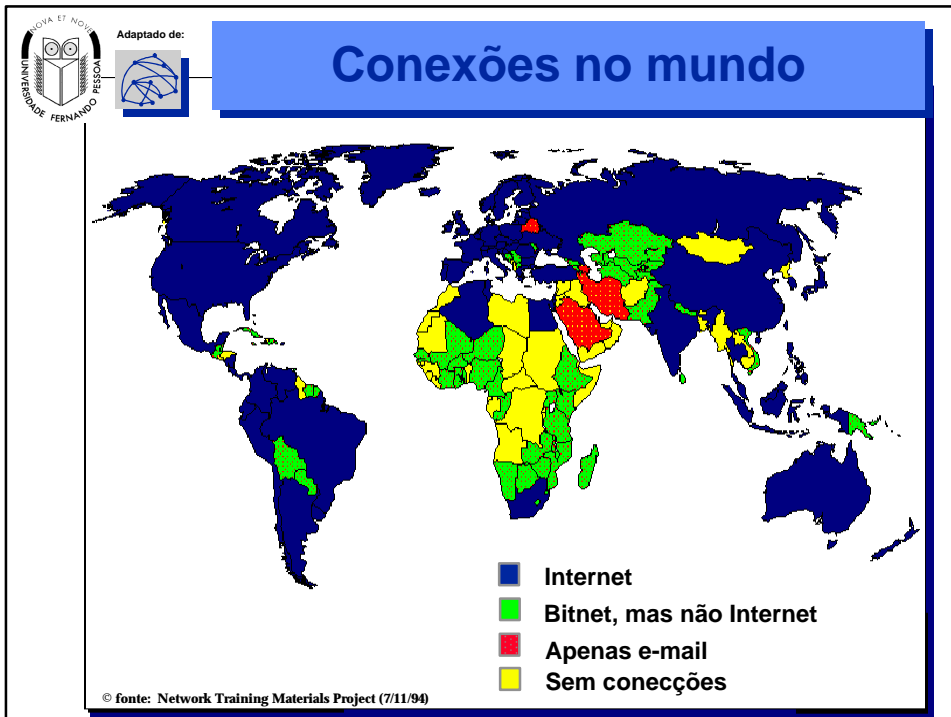 NOVA ET NOVE
UNIVERSIDADE FERNANDO PESSOA
Adaptado de:
Conexões no mundo
Internet
Bitnet, mas não Internet
Apenas e-mail
Sem conecções
© fonte: Network Training Materials Project (7/11/94)